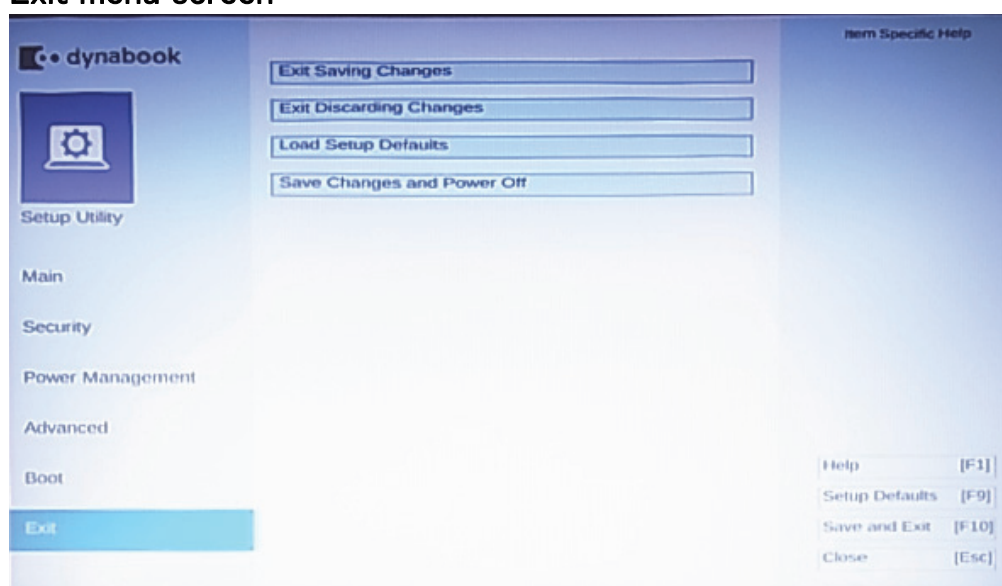 Exit menu screen
Item Specific Help
dynabook
Exit Saving Changes
Exit Discarding Changes
Load Setup Defaults
Save Changes and Power Off
Setup Utility
Main
Security
Power Management
Advanced
Boot
Exit
Help [F1]
Setup Defaults [F9]
Save and Exit [F10]
Close [Esc]